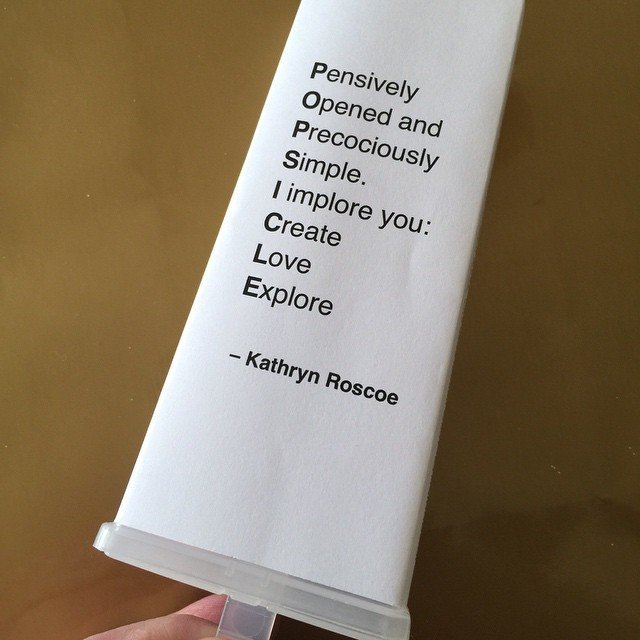 Pensively
Opened and
Precociously
Simple.
I implore you:
Create
Love
Explore
– Kathryn Roscoe